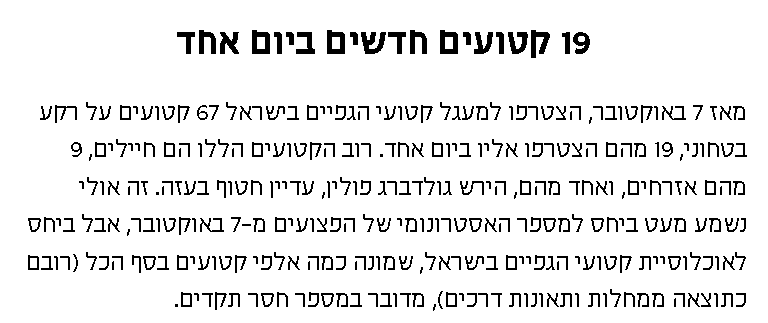 19 קטועים חדשים ביום אחד
מאז 7 באוקטובר, הצטרפו למעגל קטועי הגפיים בישראל 67 קטועים על רקע
בטחוני, 19 מהם הצטרפו אליו ביום אחד. רוב הקטועים הללו הם חיילים, 9
מהם אזרחים, ואחד מהם, הירש גולדברג פולין, עדיין חטוף בעזה. זה אולי
נשמע מעט ביחס למספר האסטרונומי של הפצועים מ-7 באוקטובר, אבל ביחס
לאוכלוסיית קטועי הגפיים בישראל, שמונה כמה אלפי קטועים בסף הכל (רובם
כתוצאה ממחלות ותאונות דרכים), מדובר במספר חסר תקדים.